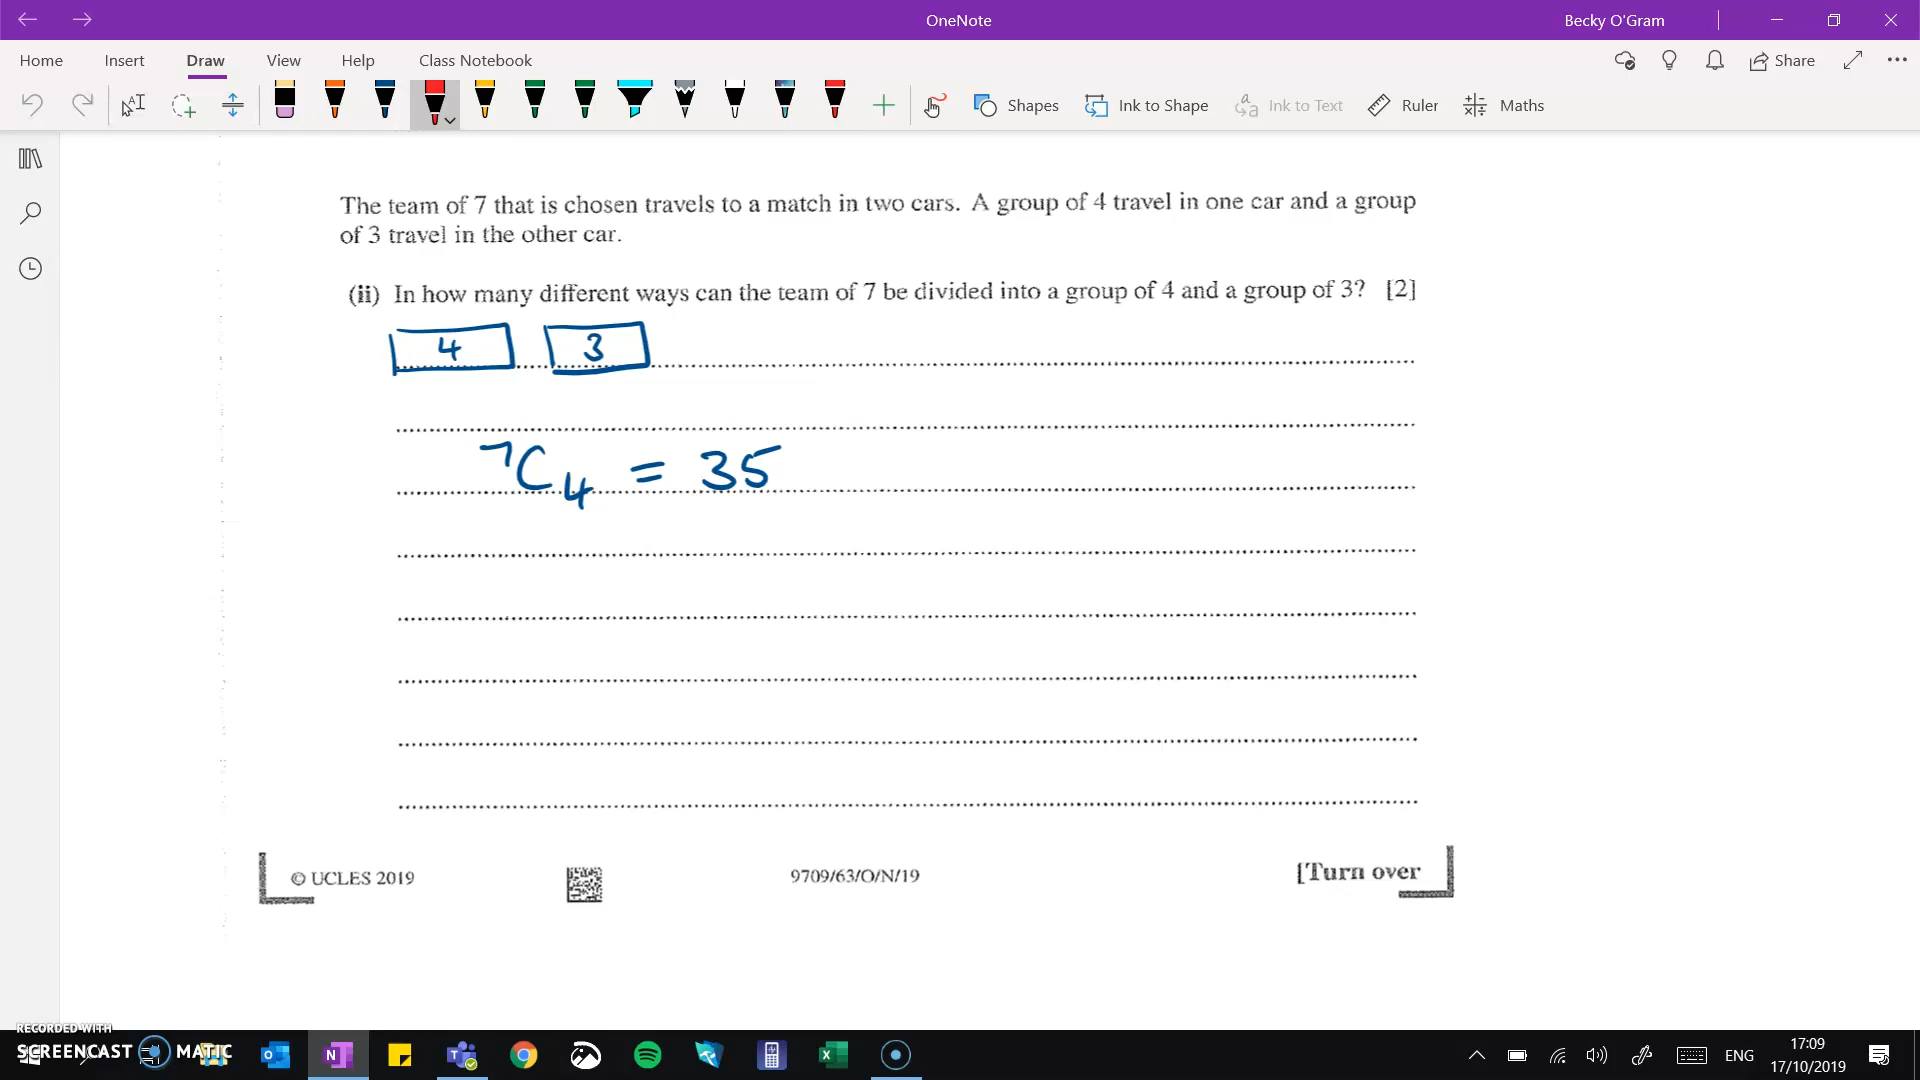 OneNote
Becky O'Gram
Home Insert Draw View Help Class Notebook
Share
Shapes Ink to Shape Ink to Text Ruler Maths
The team of 7 that is chosen travels to a match in two cars. A group of 4 travel in one car and a group
of 3 travel in the other car.
(ii) In how many different ways can the team of 7 be divided into a group of 4 and a group of 3? [2]
4 3
⁷C₄ = 35
© UCLES 2019 9709/63/O/N/19 [Turn over
RECORDED WITH
SCREENCAST MATIC
ENG
17:09
17/10/2019